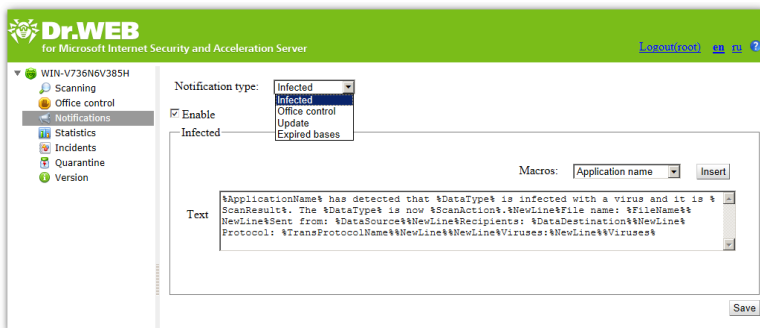 Dr.WEB
for Microsoft Internet Security and Acceleration Server
Logout(root) en ru ?
WIN-V736N6V385H
Scanning
Office control
Notifications
Statistics
Incidents
Quarantine
Version
Notification type: Infected
Infected
Office control
Update
Expired bases
Enable
Infected
Macros: Application name Insert
Text
%ApplicationName% has detected that %DataType% is infected with a virus and it is %
ScanResult%. The %DataType% is now %ScanAction%.%NewLine%File name: %FileName%%
NewLine%Sent from: %DataSource%%NewLine%Recipients: %DataDestination%%NewLine%
Protocol: %TransProtocolName%%NewLine%%NewLine%Viruses:%NewLine%%Viruses%
Save